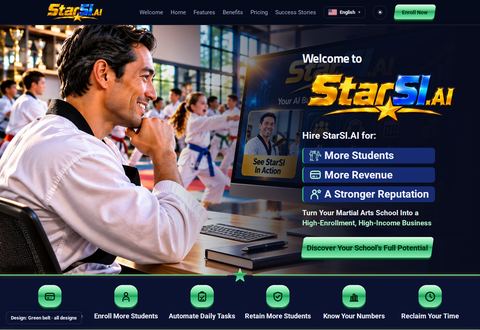 StarSI.AI
Welcome Home Features Benefits Pricing Success Stories English Enroll Now
Welcome to
StarSI.AI
Your AI
See StarSI
In Action
Hire StarSI.AI for:
More Students
More Revenue
A Stronger Reputation
Turn Your Martial Arts School Into a
High-Enrollment, High-Income Business
Discover Your School's Full Potential
Enroll More Students Automate Daily Tasks Retain More Students Know Your Numbers Reclaim Your Time
Design: Green belt · all designs